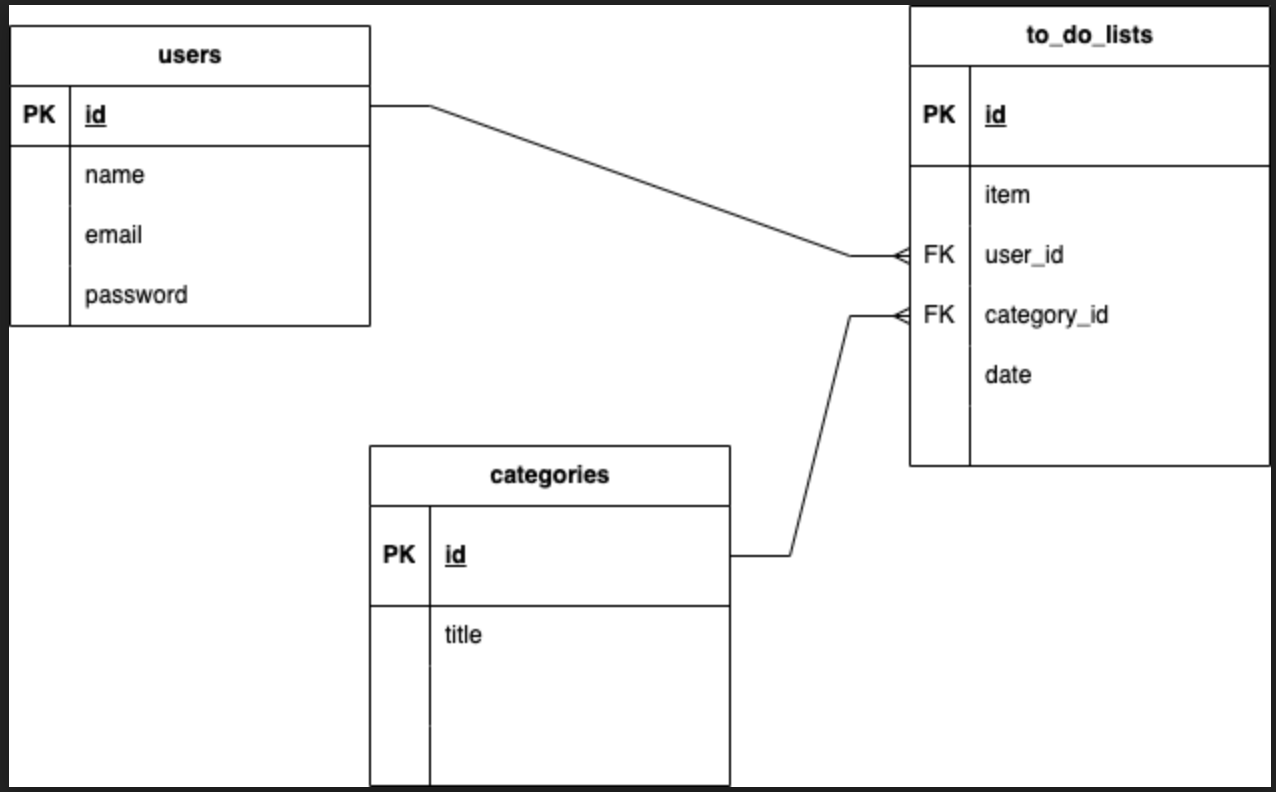 users
PK id
name
email
password
to_do_lists
PK id
item
FK user_id
FK category_id
date
categories
PK id
title